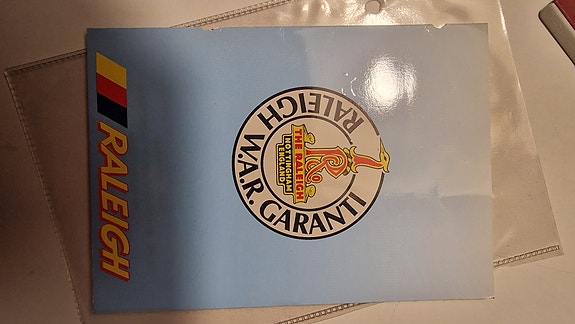 RALEIGH
RALEIGH W.A.R. GARANTI
THE RALEIGH
NOTTINGHAM
ENGLAND